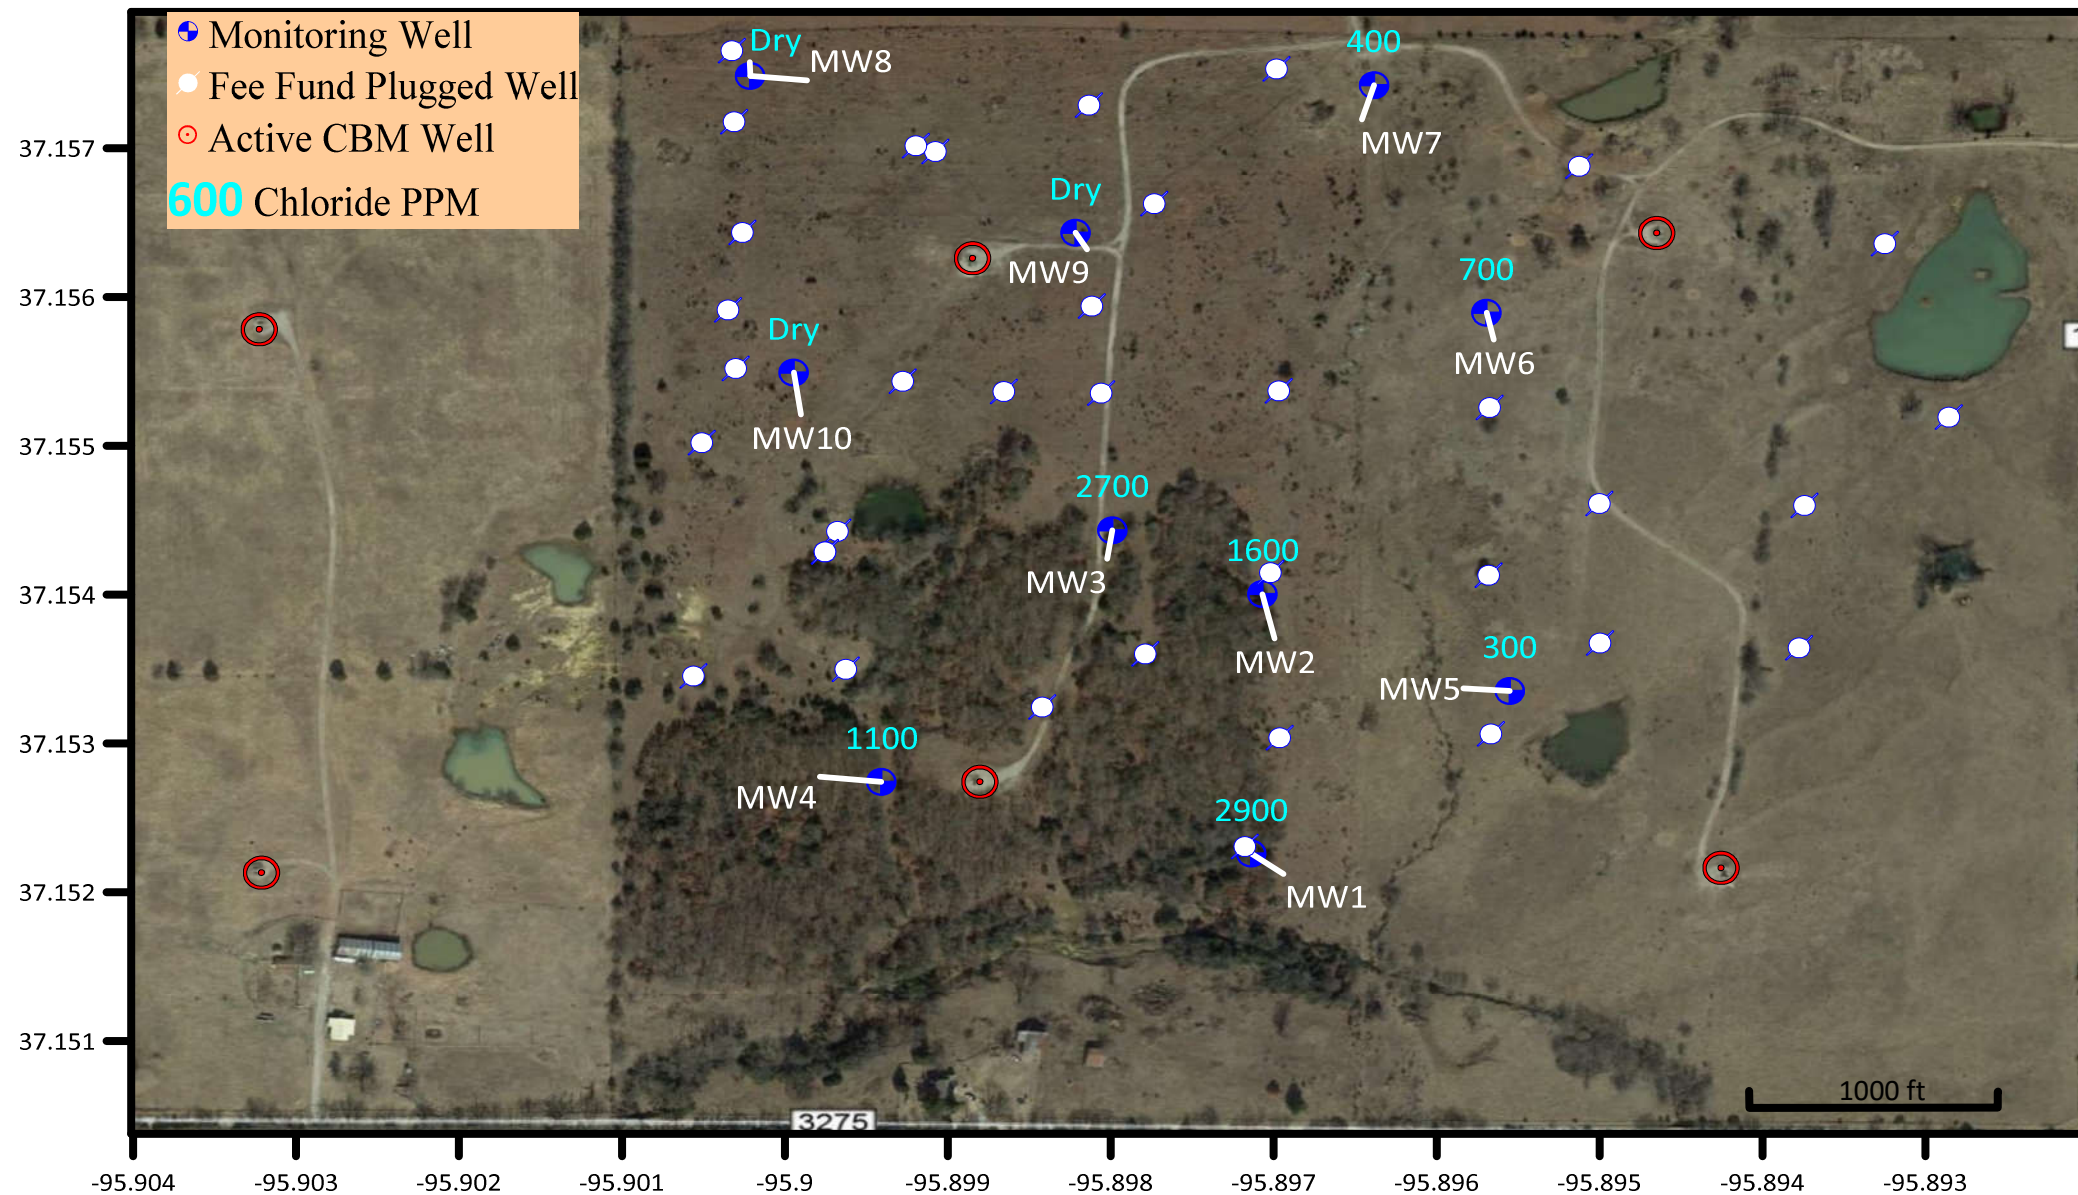 Monitoring Well
Fee Fund Plugged Well
Active CBM Well
600 Chloride PPM
Dry
MW8
400
MW7
Dry
MW9
700
MW6
Dry
MW10
2700
MW3
1600
MW2
300
MW5
1100
MW4
2900
MW1
37.157
37.156
37.155
37.154
37.153
37.152
37.151
1000 ft
3275
-95.904
-95.903
-95.902
-95.901
-95.9
-95.899
-95.898
-95.897
-95.896
-95.895
-95.894
-95.893